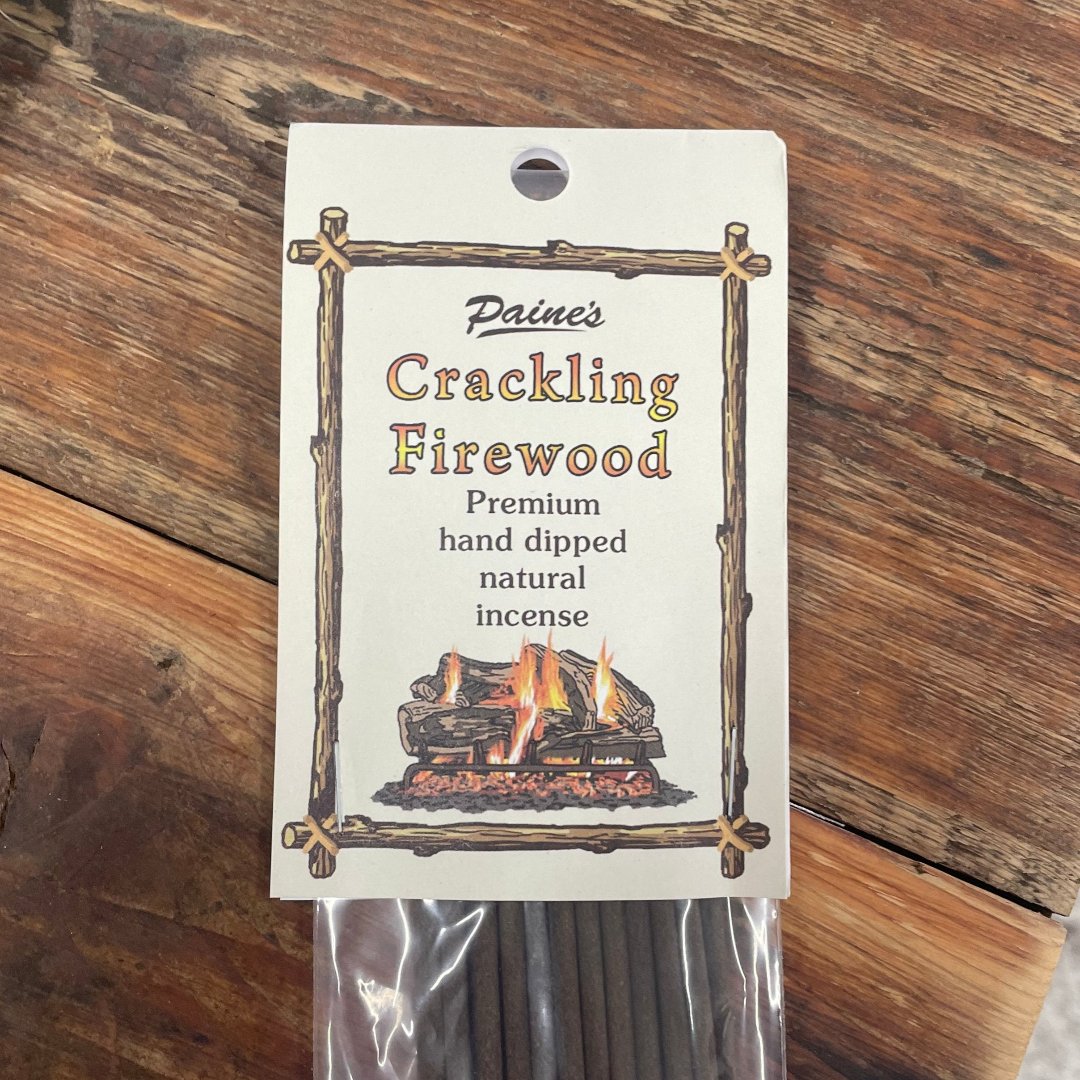 Paine's
Crackling
Firewood
Premium
hand dipped
natural
incense